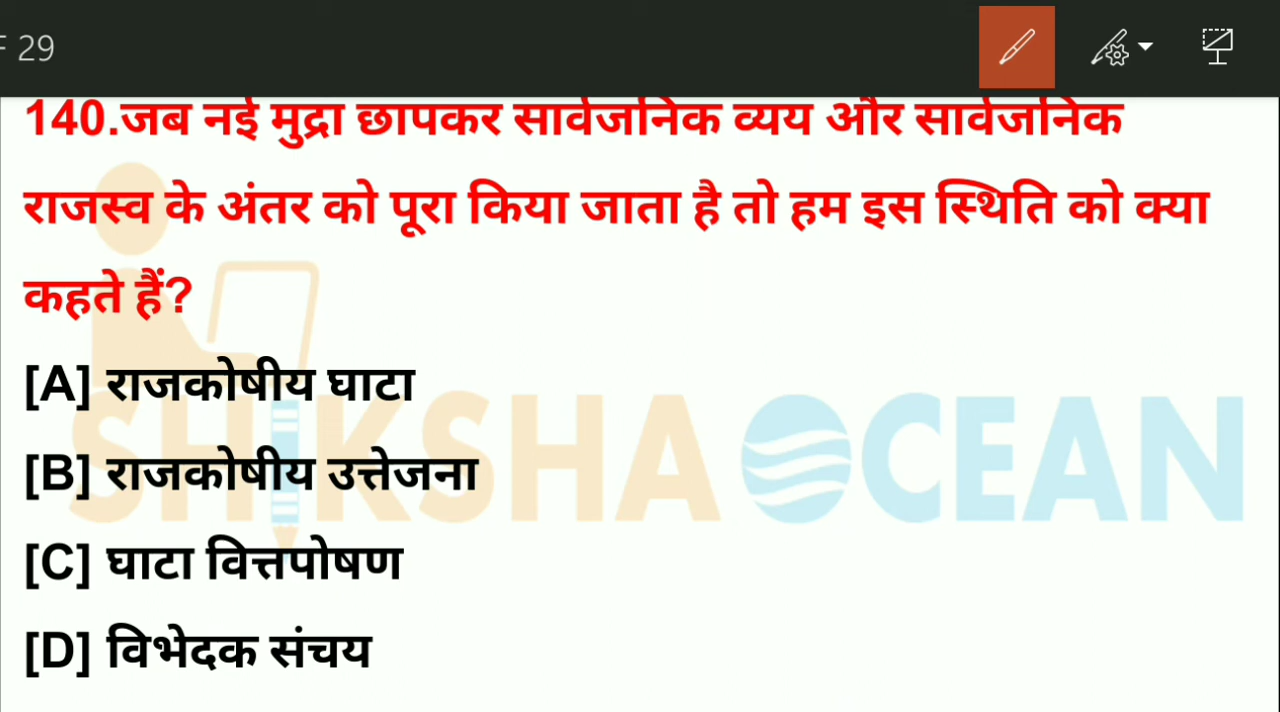 F 29
140.जब नई मुद्रा छापकर सार्वजनिक व्यय और सार्वजनिक
राजस्व के अंतर को पूरा किया जाता है तो हम इस स्थिति को क्या
कहते हैं?
[A] राजकोषीय घाटा
[B] राजकोषीय उत्तेजना
[C] घाटा वित्तपोषण
[D] विभेदक संचय
SHIKSHA OCEAN